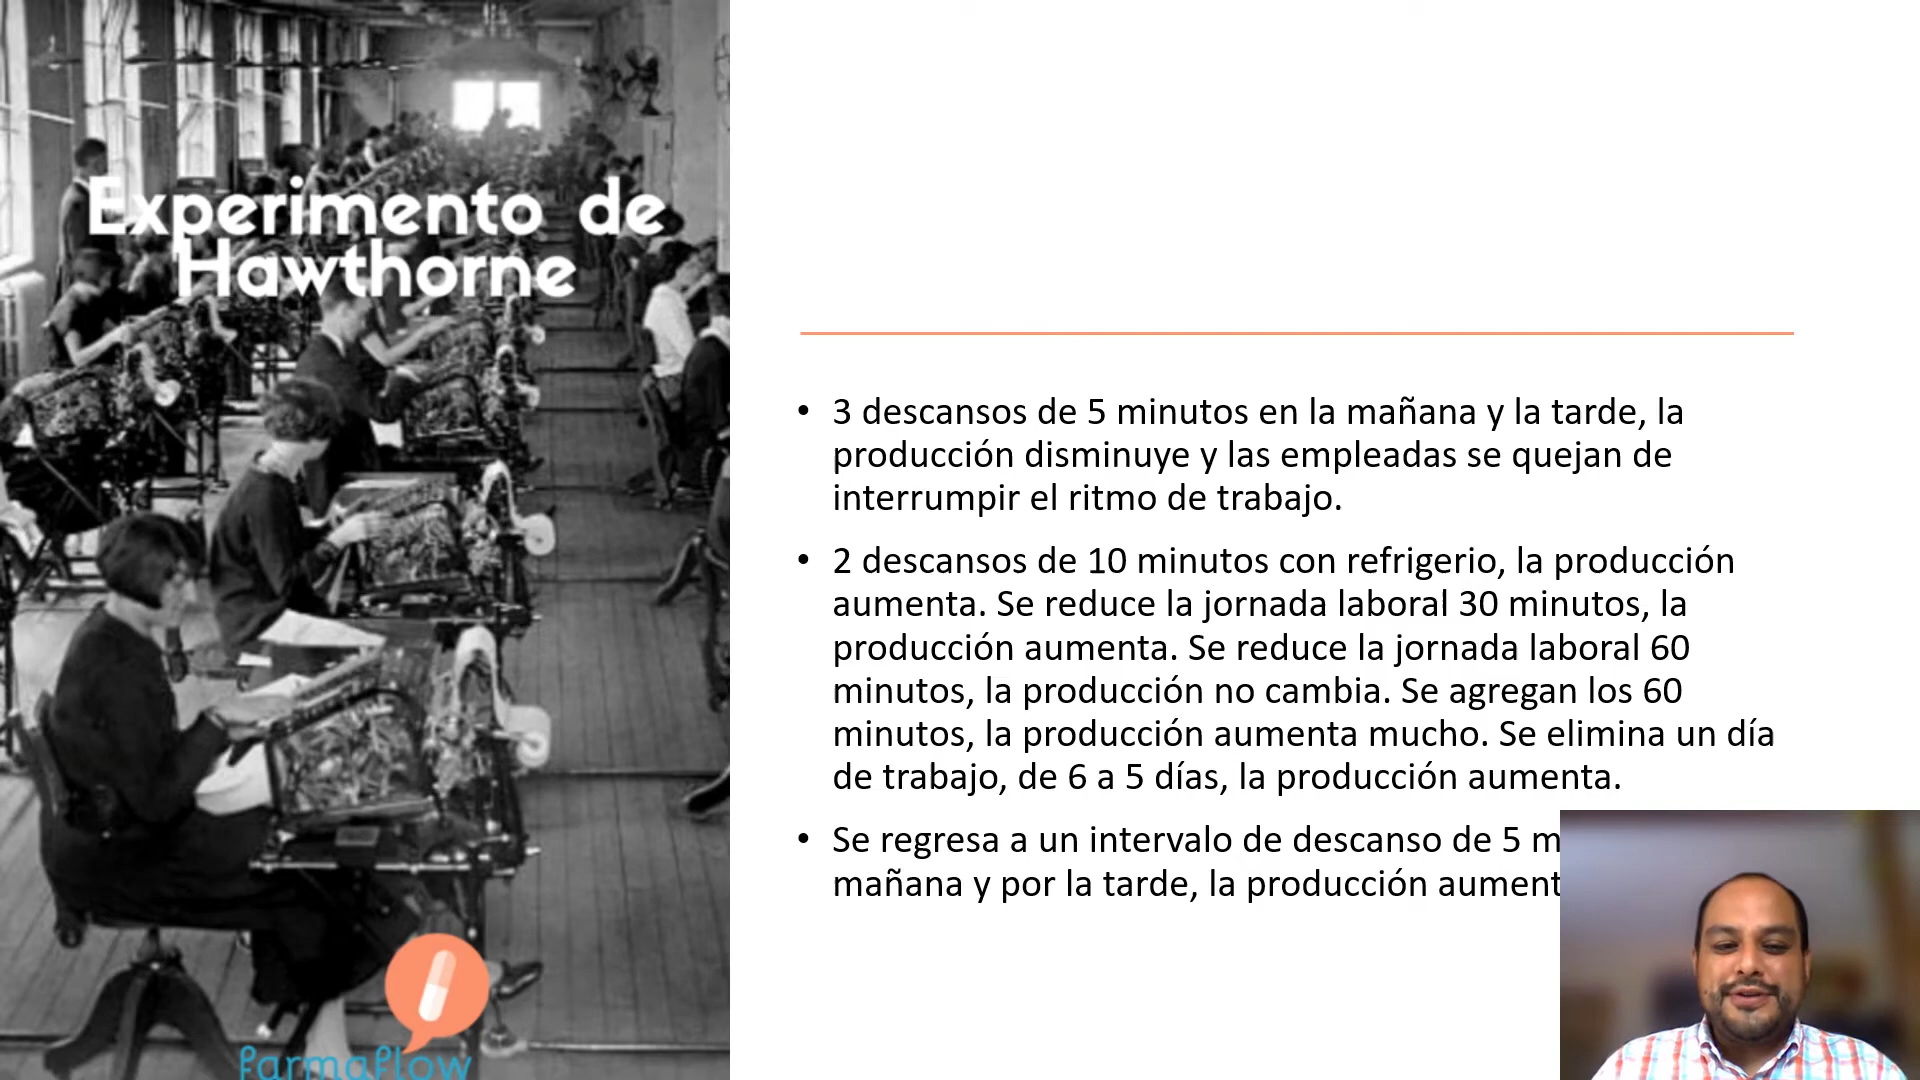 Experimento de
Hawthorne
• 3 descansos de 5 minutos en la mañana y la tarde, la
producción disminuye y las empleadas se quejan de
interrumpir el ritmo de trabajo.
• 2 descansos de 10 minutos con refrigerio, la producción
aumenta. Se reduce la jornada laboral 30 minutos, la
producción aumenta. Se reduce la jornada laboral 60
minutos, la producción no cambia. Se agregan los 60
minutos, la producción aumenta mucho. Se elimina un día
de trabajo, de 6 a 5 días, la producción aumenta.
• Se regresa a un intervalo de descanso de 5 m
mañana y por la tarde, la producción aument
farmaflow